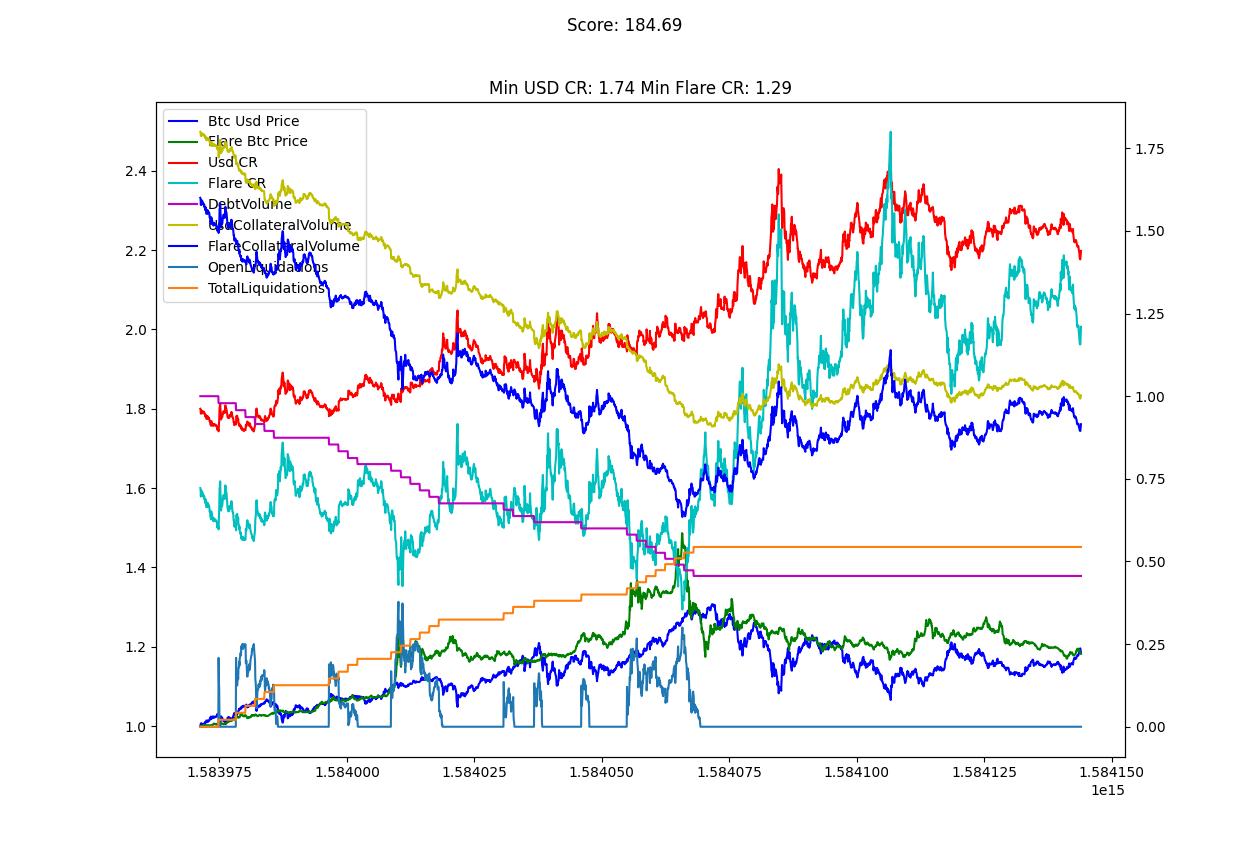 Score: 184.69
Min USD CR: 1.74 Min Flare CR: 1.29
Btc Usd Price
Flare Btc Price
Usd CR
Flare CR
DebtVolume
UsdCollateralVolume
FlareCollateralVolume
OpenLiquidations
TotalLiquidations
2.4
2.2
2.0
1.8
1.6
1.4
1.2
1.0
1.75
1.50
1.25
1.00
0.75
0.50
0.25
0.00
1.583975 1.584000 1.584025 1.584050 1.584075 1.584100 1.584125 1.584150
1e15